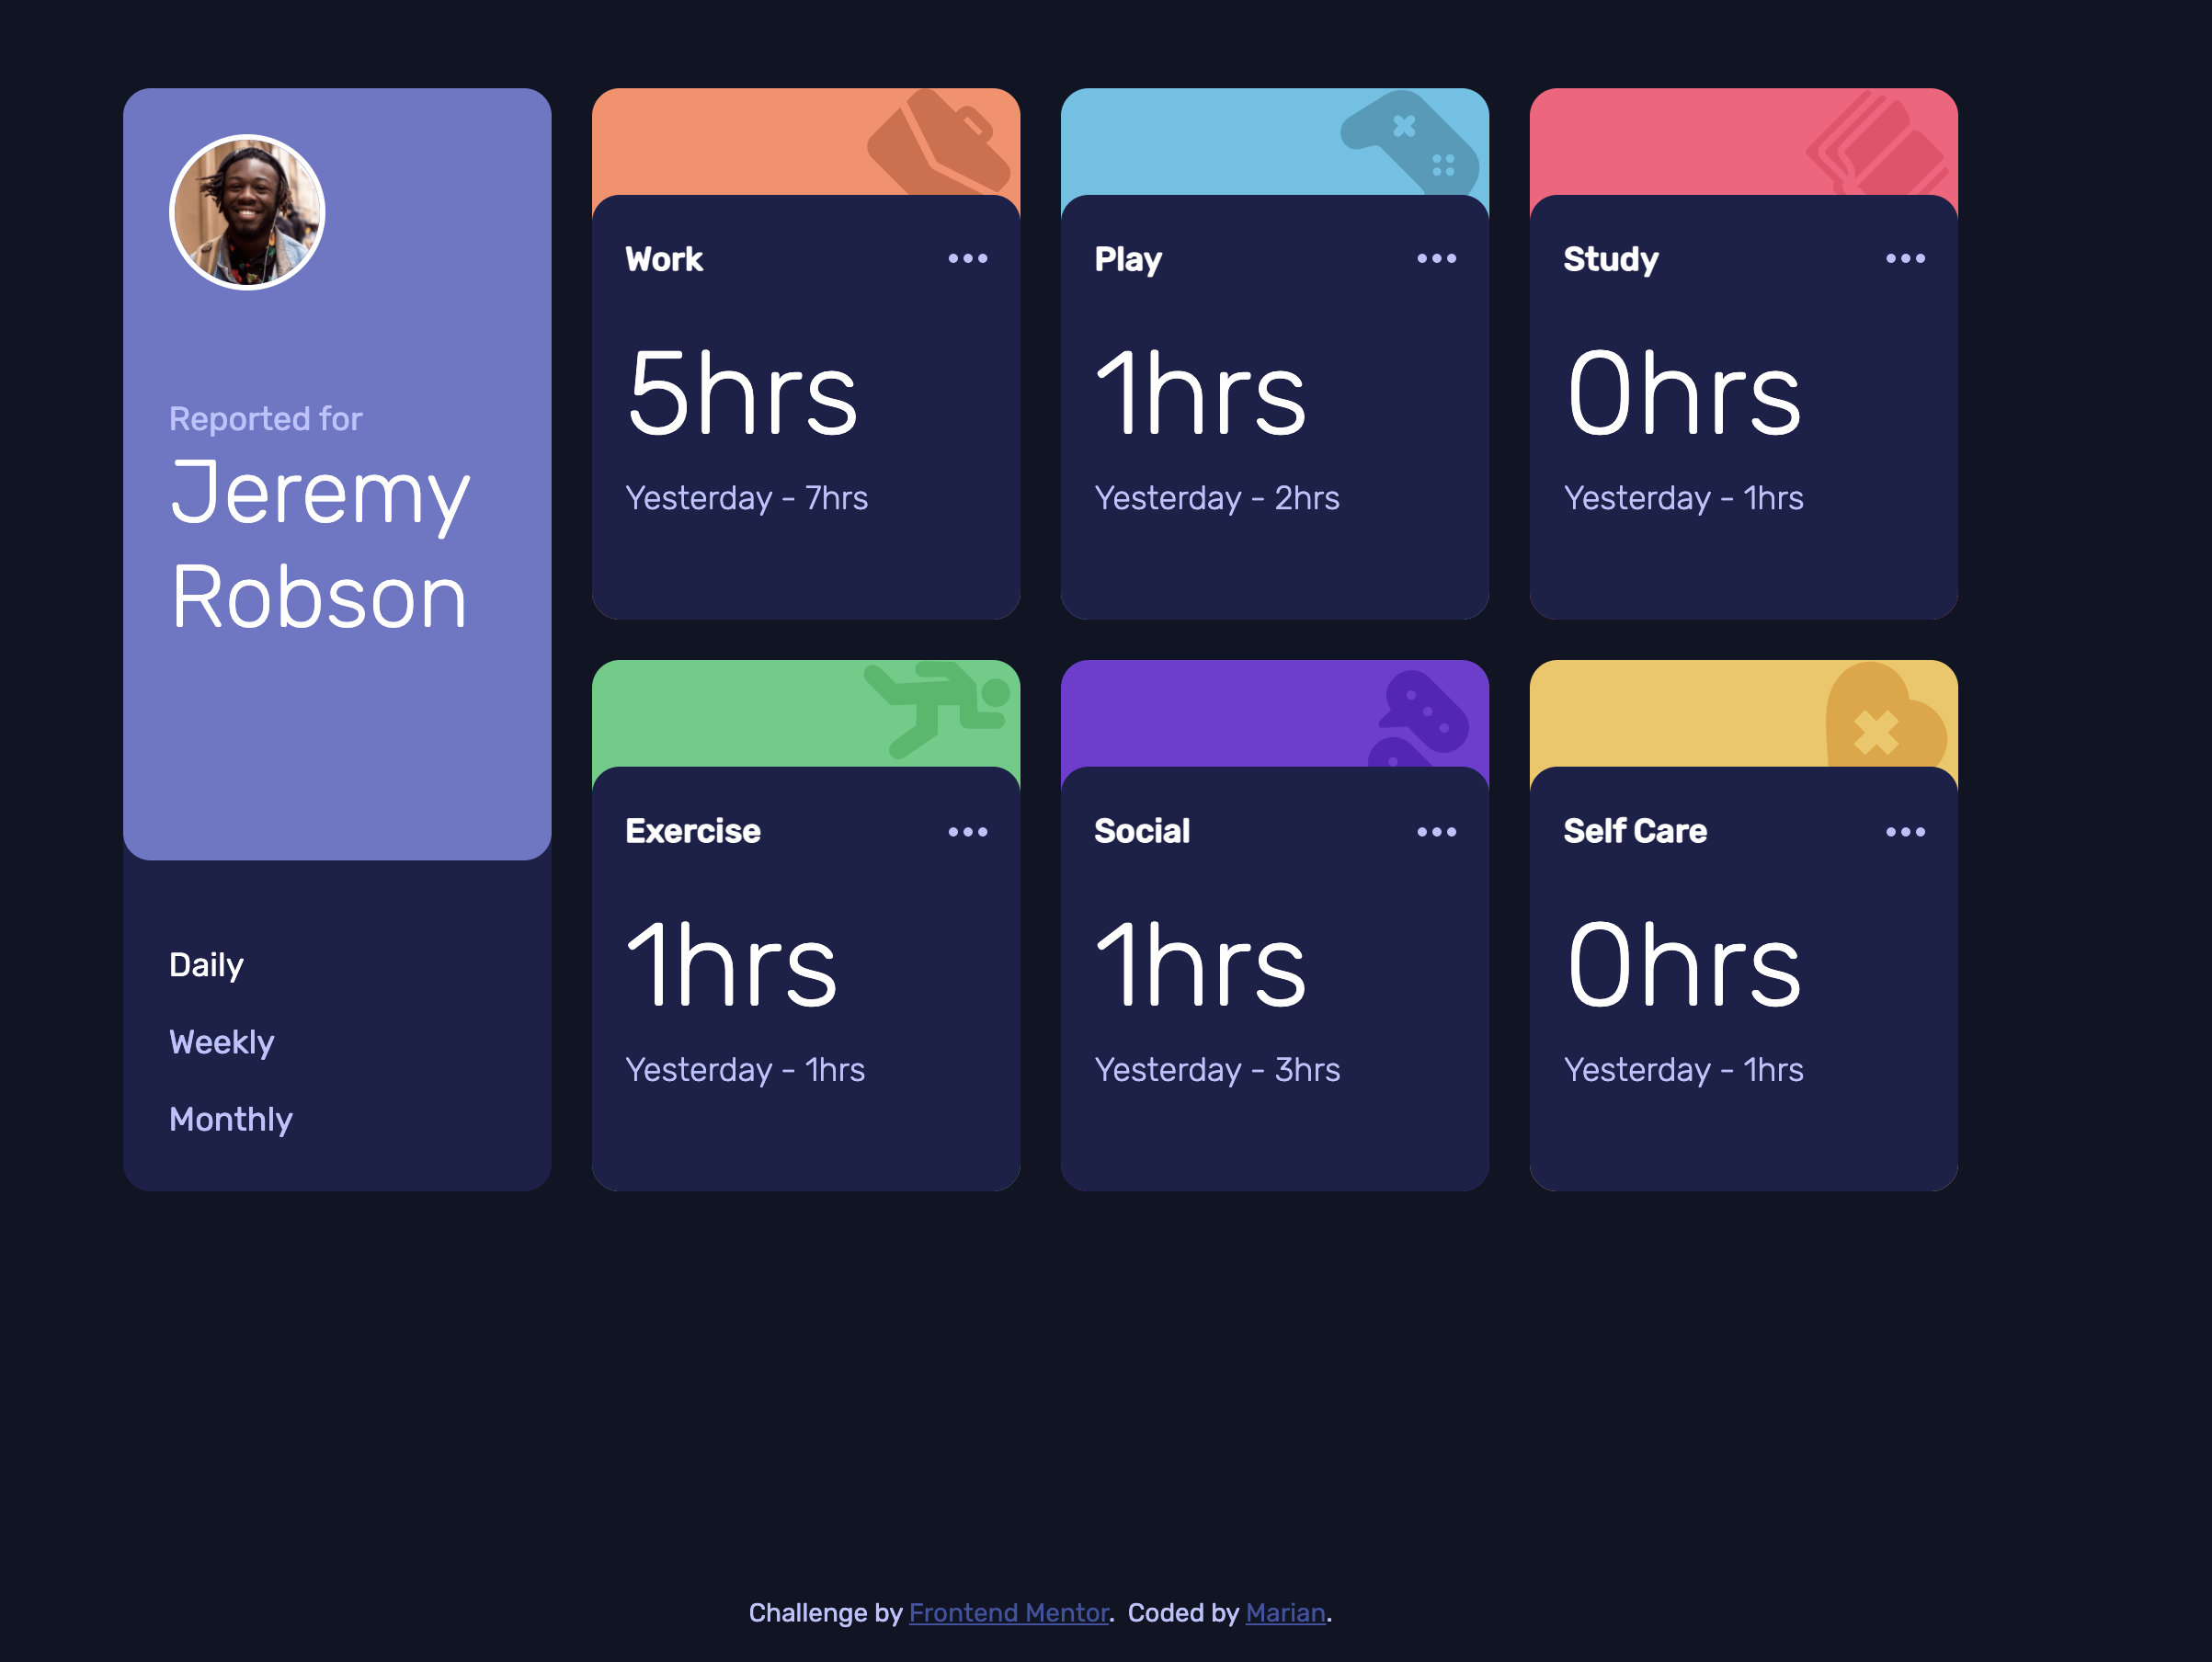 Reported for
Jeremy
Robson
Daily
Weekly
Monthly
Work
5hrs
Yesterday - 7hrs
Play
1hrs
Yesterday - 2hrs
Study
0hrs
Yesterday - 1hrs
Exercise
1hrs
Yesterday - 1hrs
Social
1hrs
Yesterday - 3hrs
Self Care
0hrs
Yesterday - 1hrs
Challenge by Frontend Mentor. Coded by Marian.